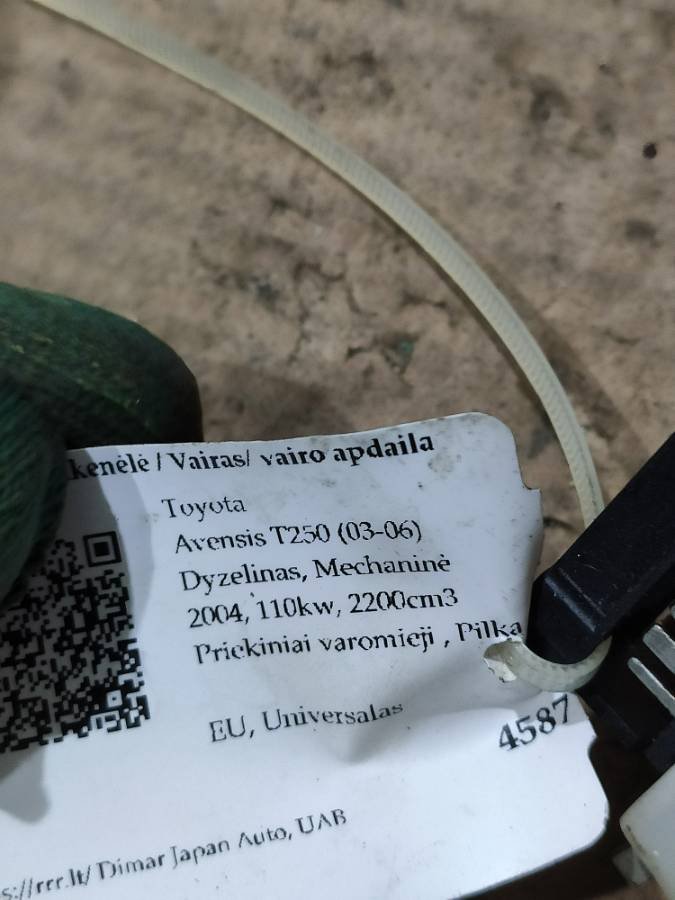 kenėlė / Vairas/ vairo apdaila
Toyota
Avensis T250 (03-06)
Dyzelinas, Mechaninė
2004, 110kw, 2200cm3
Priekiniai varomieji , Pilka
EU, Universalas
4587
s://rrr.lt/ Dimar Japan Auto, UAB